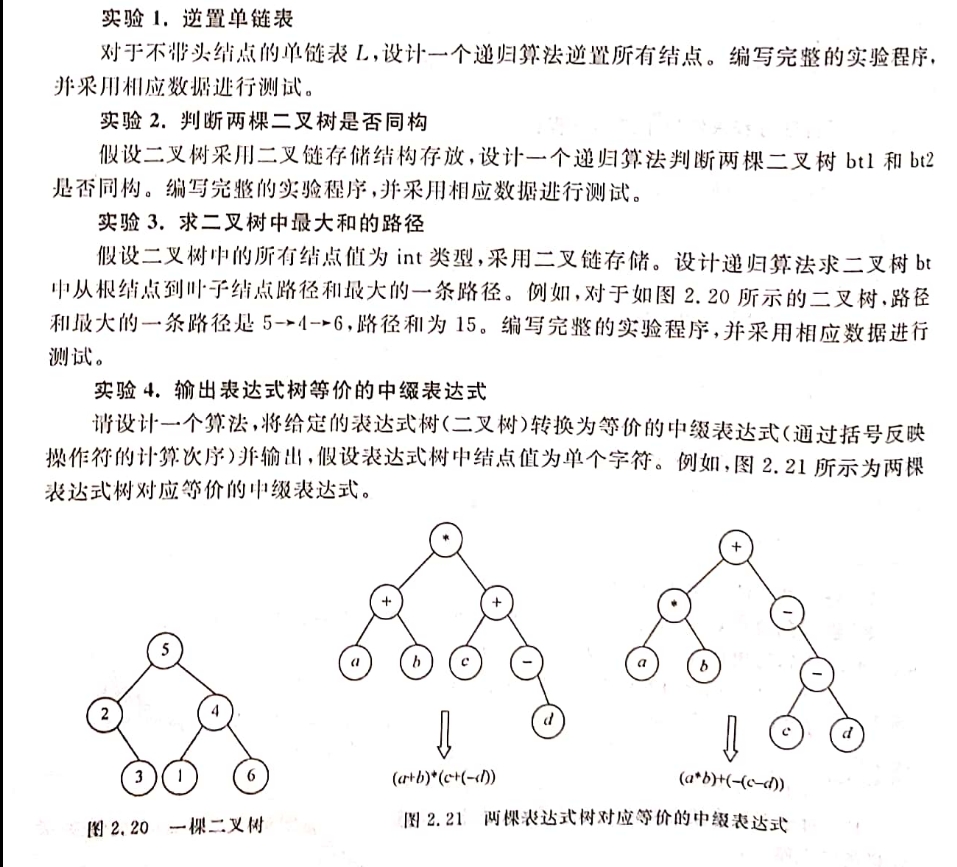 实验 1. 逆置单链表
对于不带头结点的单链表 L,设计一个递归算法逆置所有结点。编写完整的实验程序,
并采用相应数据进行测试。
实验 2. 判断两棵二叉树是否同构
假设二叉树采用二叉链存储结构存放,设计一个递归算法判断两棵二叉树 bt1 和 bt2
是否同构。编写完整的实验程序,并采用相应数据进行测试。
实验 3. 求二叉树中最大和的路径
假设二叉树中的所有结点值为 int 类型,采用二叉链存储。设计递归算法求二叉树 bt
中从根结点到叶子结点路径和最大的一条路径。例如,对于如图 2.20 所示的二叉树,路径
和最大的一条路径是 5→4→6,路径和为 15。编写完整的实验程序,并采用相应数据进行
测试。
实验 4. 输出表达式树等价的中缀表达式
请设计一个算法,将给定的表达式树(二叉树)转换为等价的中缀表达式(通过括号反映
操作符的计算次序)并输出,假设表达式树中结点值为单个字符。例如,图 2.21 所示为两棵
表达式树对应等价的中缀表达式。
5
2 4
3 1 6
图 2.20 一棵二叉树
*
+ +
a b c −
d
(a+b)*(c+(−d))
+
* −
a b −
c d
(a*b)+(−(c−d))
图 2.21 两棵表达式树对应等价的中缀表达式